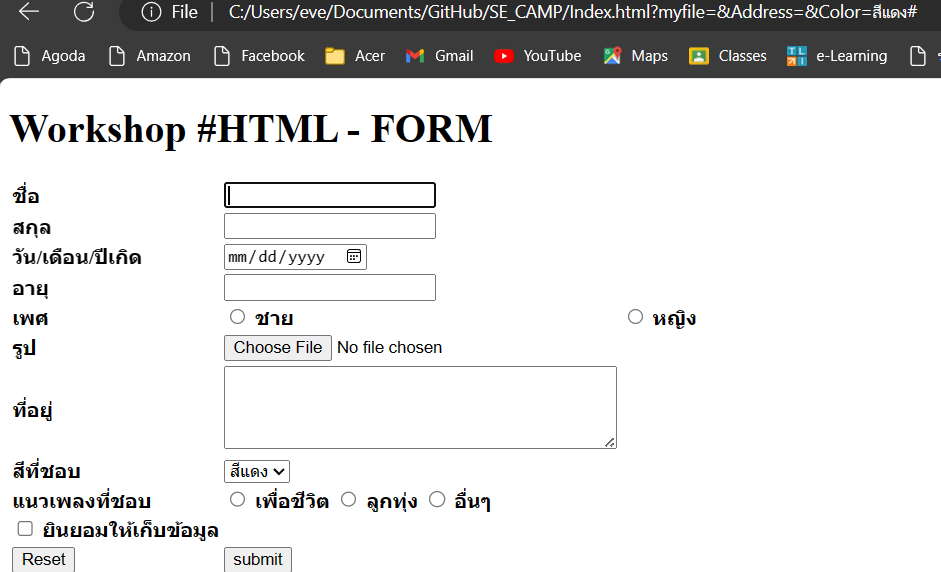 File C:/Users/eve/Documents/GitHub/SE_CAMP/Index.html?myfile=&Address=&Color=สีแดง#
Agoda Amazon Facebook Acer Gmail YouTube Maps Classes e-Learning
Workshop #HTML - FORM
ชื่อ
สกุล
วัน/เดือน/ปีเกิด mm/dd/yyyy
อายุ
เพศ ชาย หญิง
รูป Choose File No file chosen
ที่อยู่
สีที่ชอบ สีแดง
แนวเพลงที่ชอบ เพื่อชีวิต ลูกทุ่ง อื่นๆ
ยินยอมให้เก็บข้อมูล
Reset submit